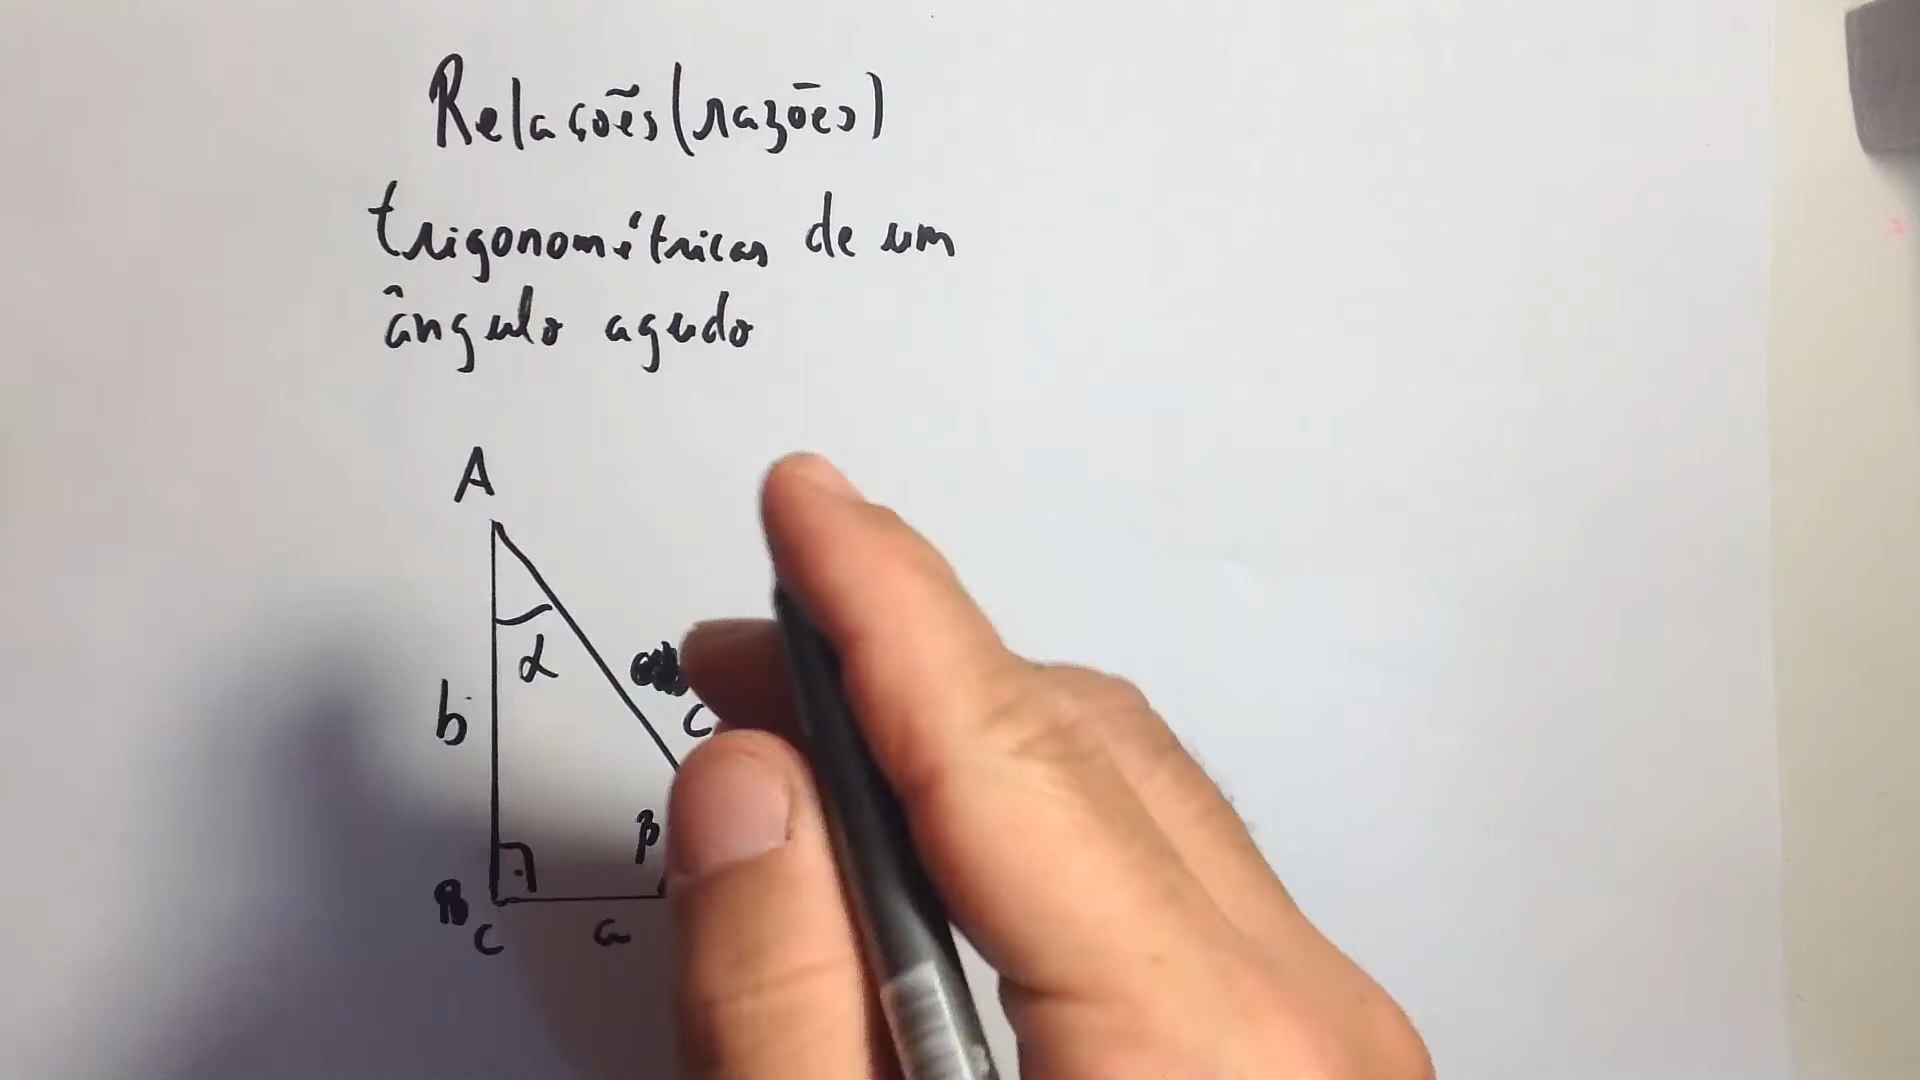 Relações (razões)
trigonométricas de um
ângulo agudo
A
α
b
c
β
C
a